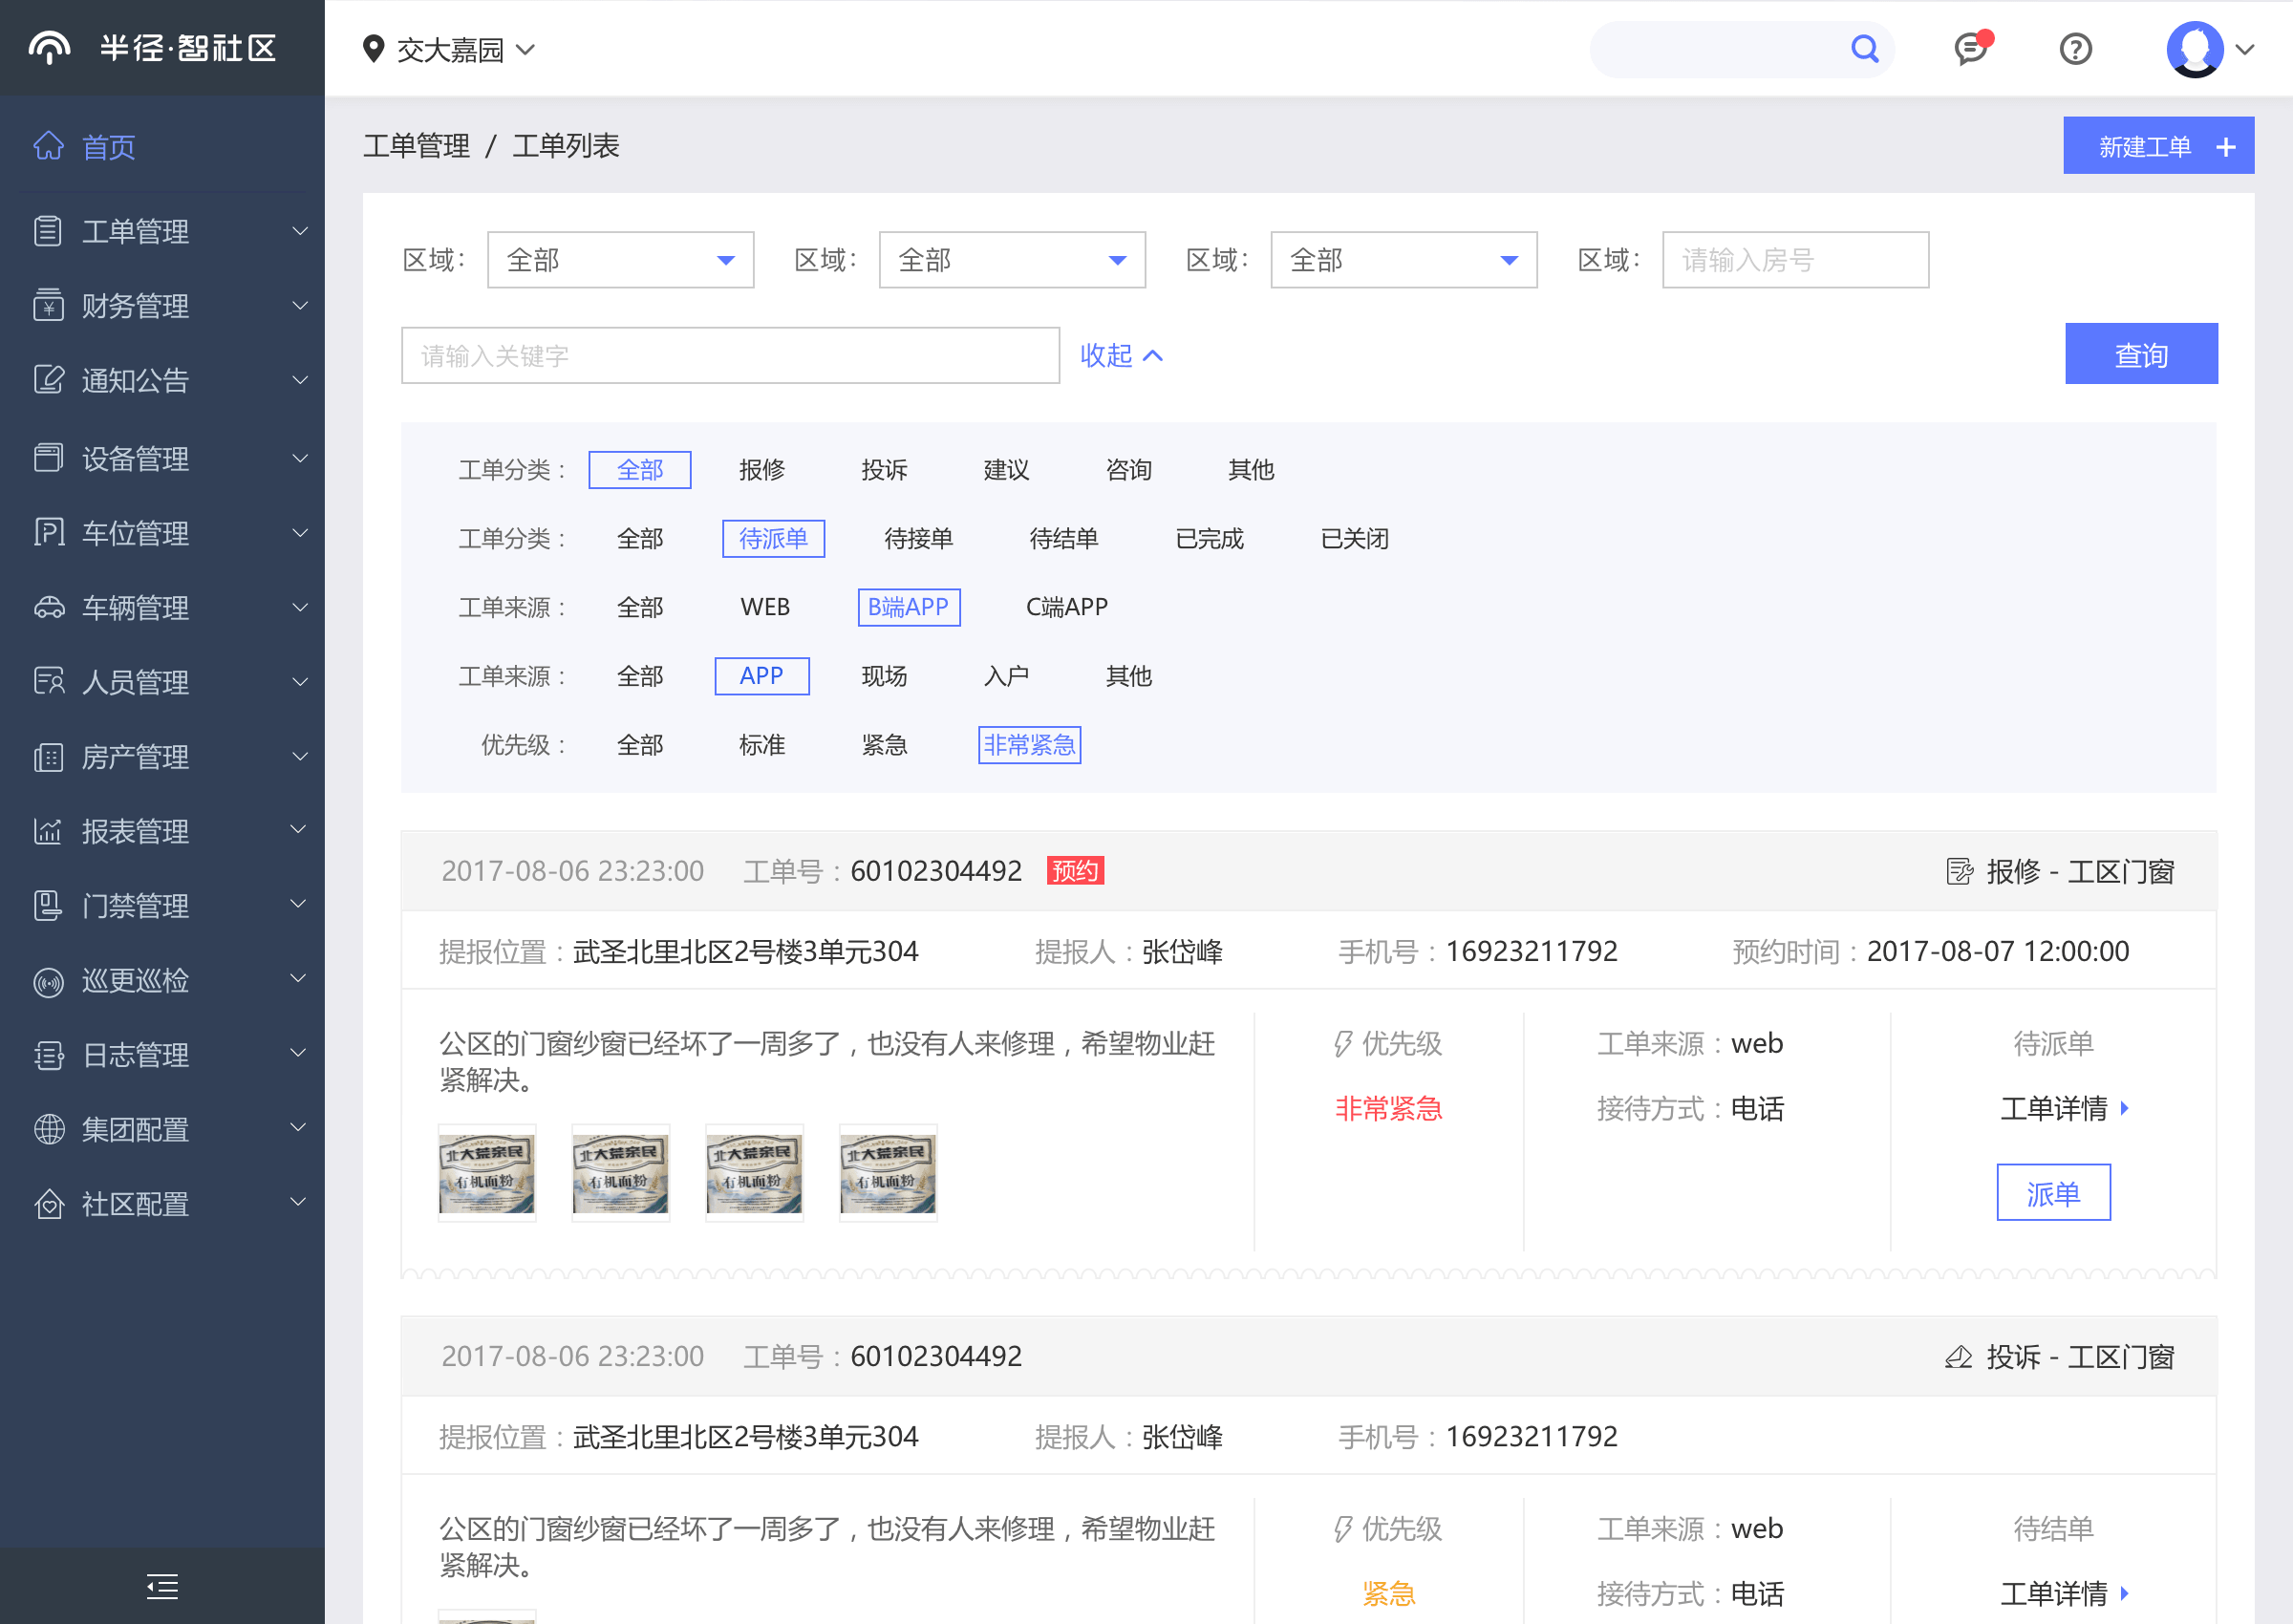 半径·智社区
交大嘉园
首页
工单管理
财务管理
通知公告
设备管理
车位管理
车辆管理
人员管理
房产管理
报表管理
门禁管理
巡更巡检
日志管理
集团配置
社区配置
工单管理 / 工单列表
新建工单 +
区域: 全部 区域: 全部 区域: 全部 区域: 请输入房号
请输入关键字 收起 查询
工单分类： 全部 报修 投诉 建议 咨询 其他
工单分类： 全部 待派单 待接单 待结单 已完成 已关闭
工单来源： 全部 WEB B端APP C端APP
工单来源： 全部 APP 现场 入户 其他
优先级： 全部 标准 紧急 非常紧急
2017-08-06 23:23:00 工单号：60102304492 预约 报修 - 工区门窗
提报位置：武圣北里北区2号楼3单元304 提报人：张岱峰 手机号：16923211792 预约时间：2017-08-07 12:00:00
公区的门窗纱窗已经坏了一周多了，也没有人来修理，希望物业赶
紧解决。
北大荒亲民
有机面粉
北大荒亲民
有机面粉
北大荒亲民
有机面粉
北大荒亲民
有机面粉
优先级
非常紧急
工单来源：web
接待方式：电话
待派单
工单详情
派单
2017-08-06 23:23:00 工单号：60102304492 投诉 - 工区门窗
提报位置：武圣北里北区2号楼3单元304 提报人：张岱峰 手机号：16923211792
公区的门窗纱窗已经坏了一周多了，也没有人来修理，希望物业赶
紧解决。
优先级
紧急
工单来源：web
接待方式：电话
待结单
工单详情